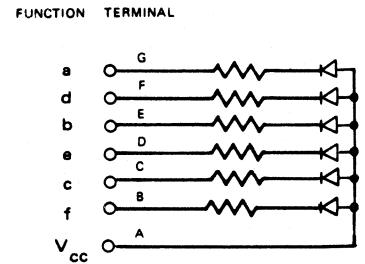 FUNCTION TERMINAL
a G
d F
b E
e D
c C
f B
Vcc A